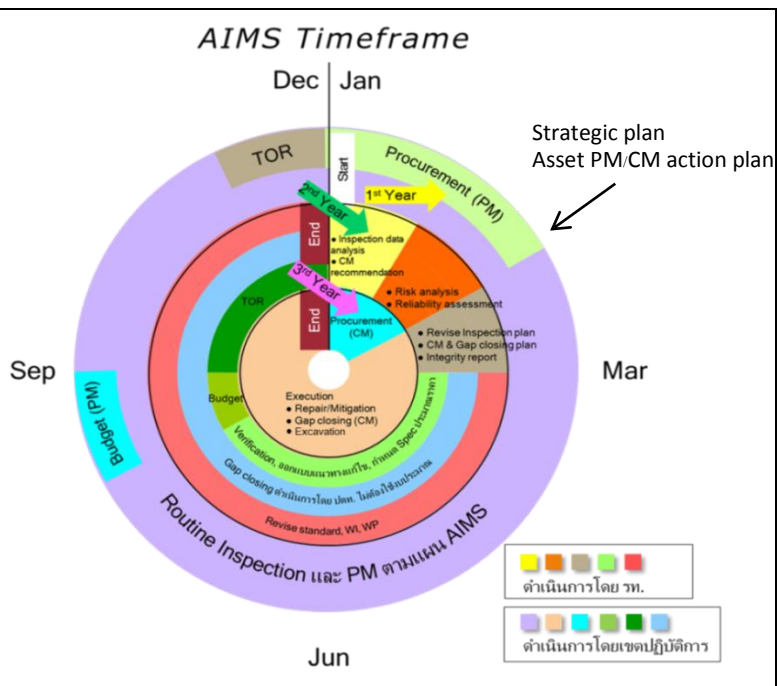 AIMS Timeframe
Dec
Jan
Strategic plan
Asset PM/CM action plan
TOR
Start
Procurement (PM)
1st Year
2nd Year
End
● Inspection data
analysis
● CM
recommendation
● Risk analysis
● Reliability assessment
3rd Year
TOR
End
Procurement
(CM)
● Revise Inspection plan
● CM & Gap closing plan
● Integrity report
Sep
Mar
Budget (PM)
Budget
Execution
● Repair/Mitigation
● Gap closing (CM)
● Excavation
Verification, ออกแบบแนวทางแก้ไข, กำหนด Spec ประมาณราคา
Gap closing ดำเนินการโดย ปตท. ไม่ต้องใช้งบประมาณ
Revise standard, WI, WP
Routine Inspection และ PM ตามแผน AIMS
Jun
ดำเนินการโดย รท.
ดำเนินการโดยเขตปฏิบัติการ